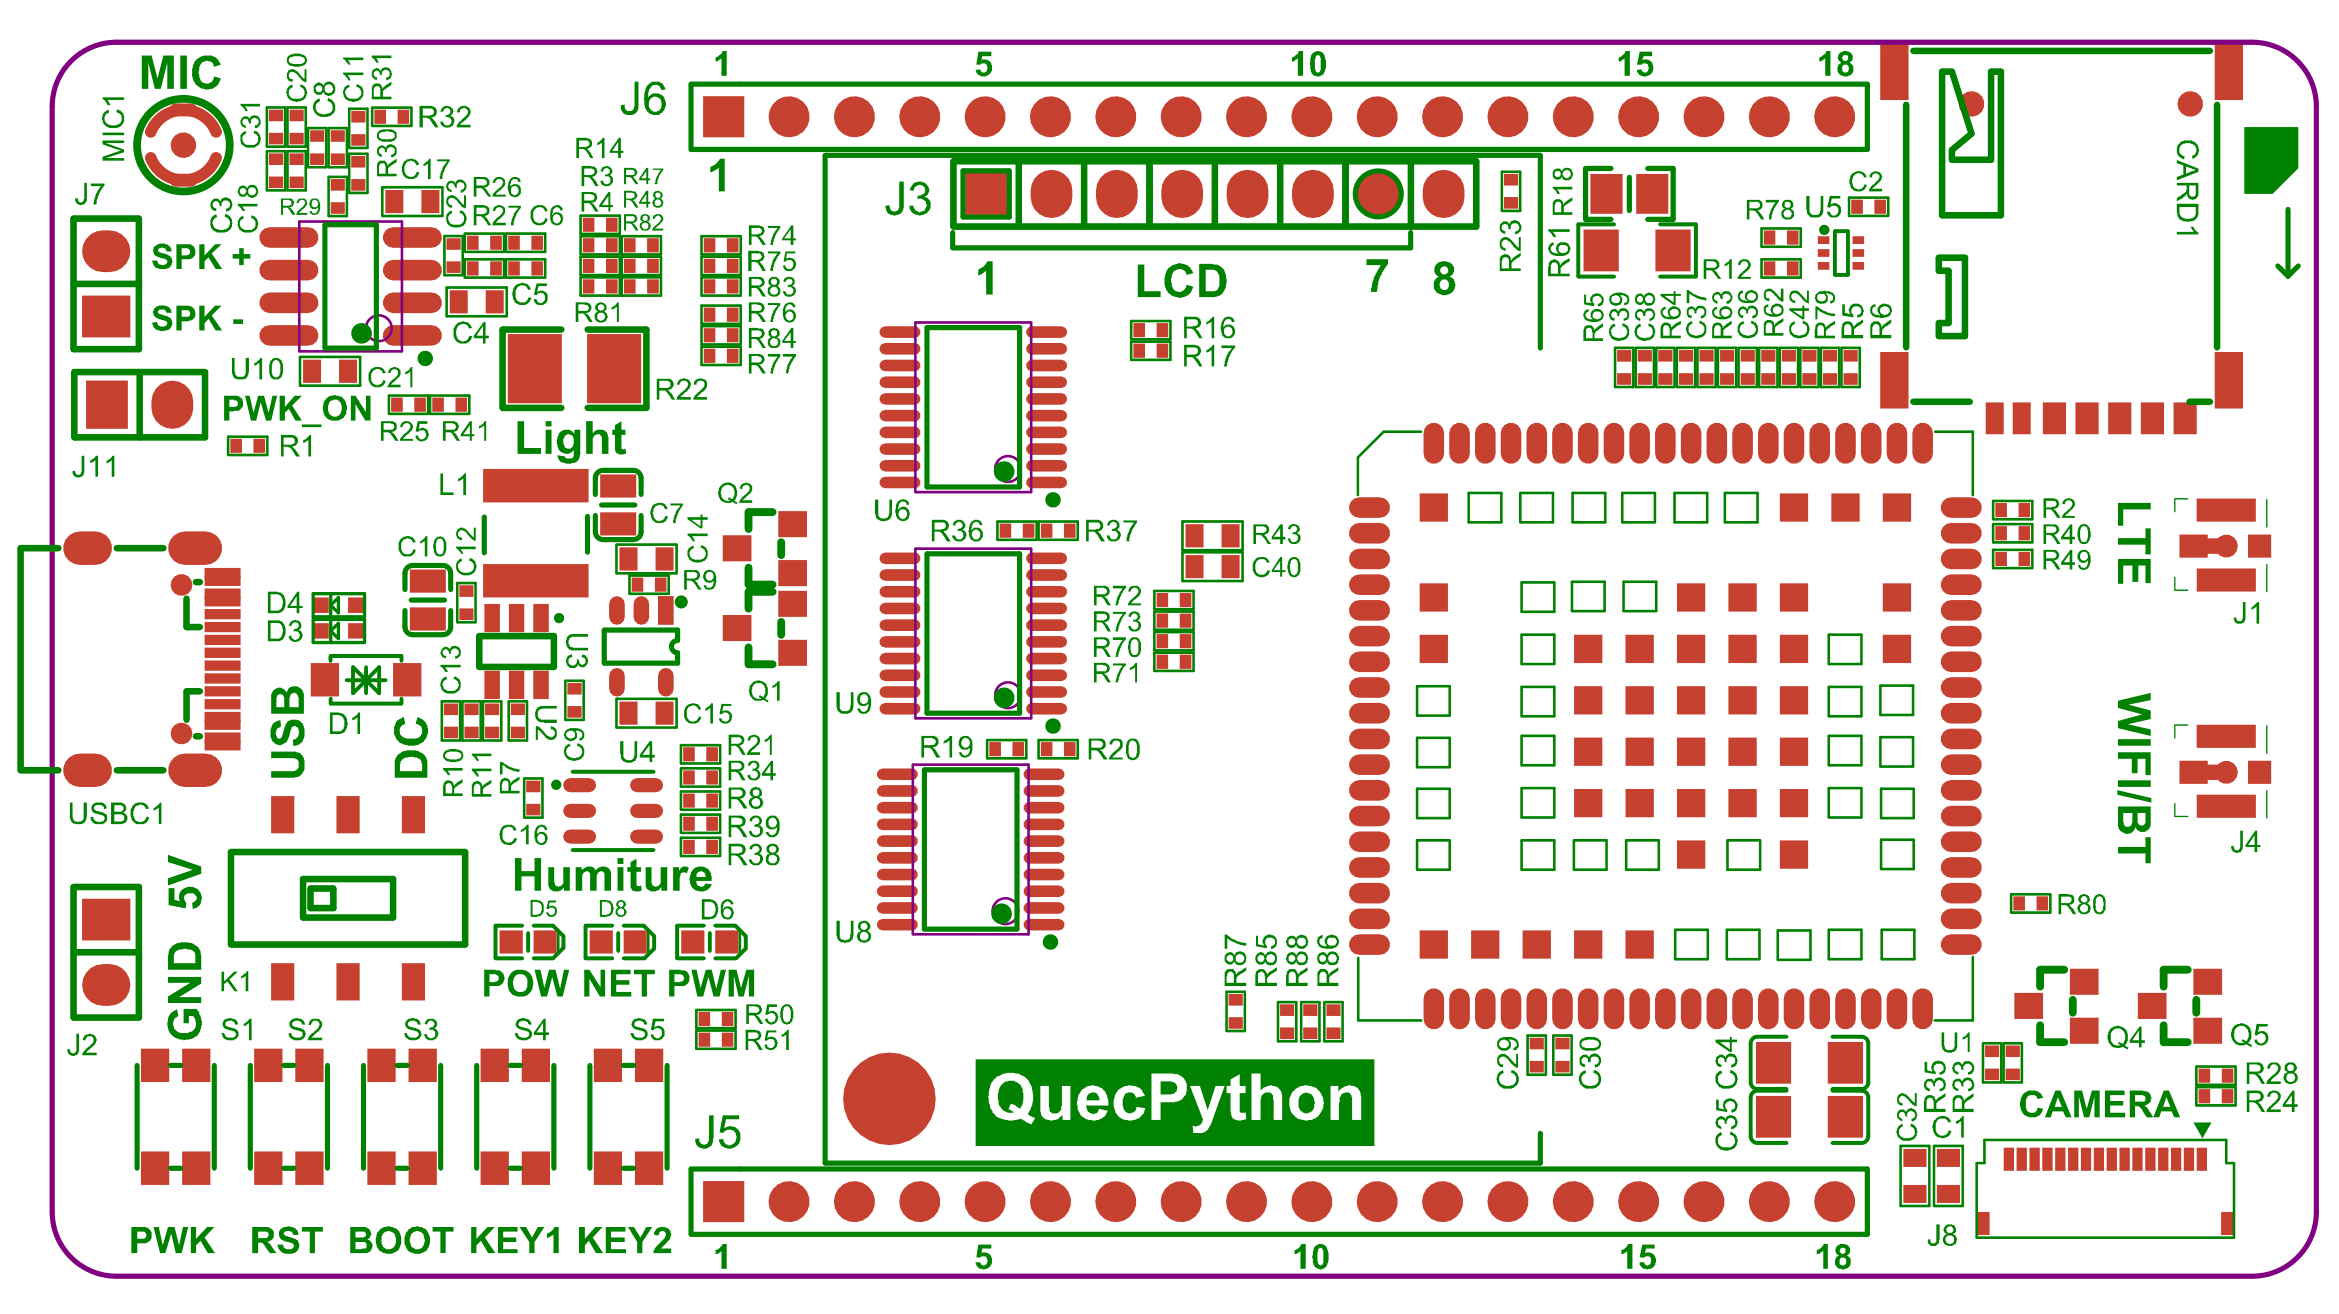 1
5
10
15
18
MIC
MIC1
C31
C20
C8
C11
R31
R32
R30
J6
1
C3
C18
R29
C17
C23
R26
R27
C6
R14
R3
R4
R47
R48
R82
J7
SPK +
SPK -
C5
C4
R81
R74
R75
R83
R76
R84
R77
J3
1
LCD
7
8
R23
R18
R61
R78
U5
C2
R12
CARD1
R65
C39
C38
R64
C37
R63
C36
R62
C42
R79
R5
R6
R16
R17
U10
C21
PWK_ON
R25
R41
R22
Light
J11
R1
L1
C7
Q2
C14
R9
C10
C12
U6
R36
R37
R43
C40
R2
R40
R49
LTE
J1
D4
D3
D1
USB
DC
C13
U3
U2
Q1
C15
C9
U4
R10
R11
R7
R72
R73
R70
R71
U9
R19
R20
WIFI/BT
J4
USBC1
C16
R21
R34
R8
R39
R38
Humiture
5V
GND
K1
J2
D5
D8
D6
POW
NET
PWM
U8
R80
R87
R85
R88
R86
S1
S2
S3
S4
S5
R50
R51
C29
C30
C34
C35
U1
Q4
Q5
R35
R33
R28
R24
CAMERA
C32
C1
J8
QuecPython
J5
PWK
RST
BOOT
KEY1
KEY2
1
5
10
15
18